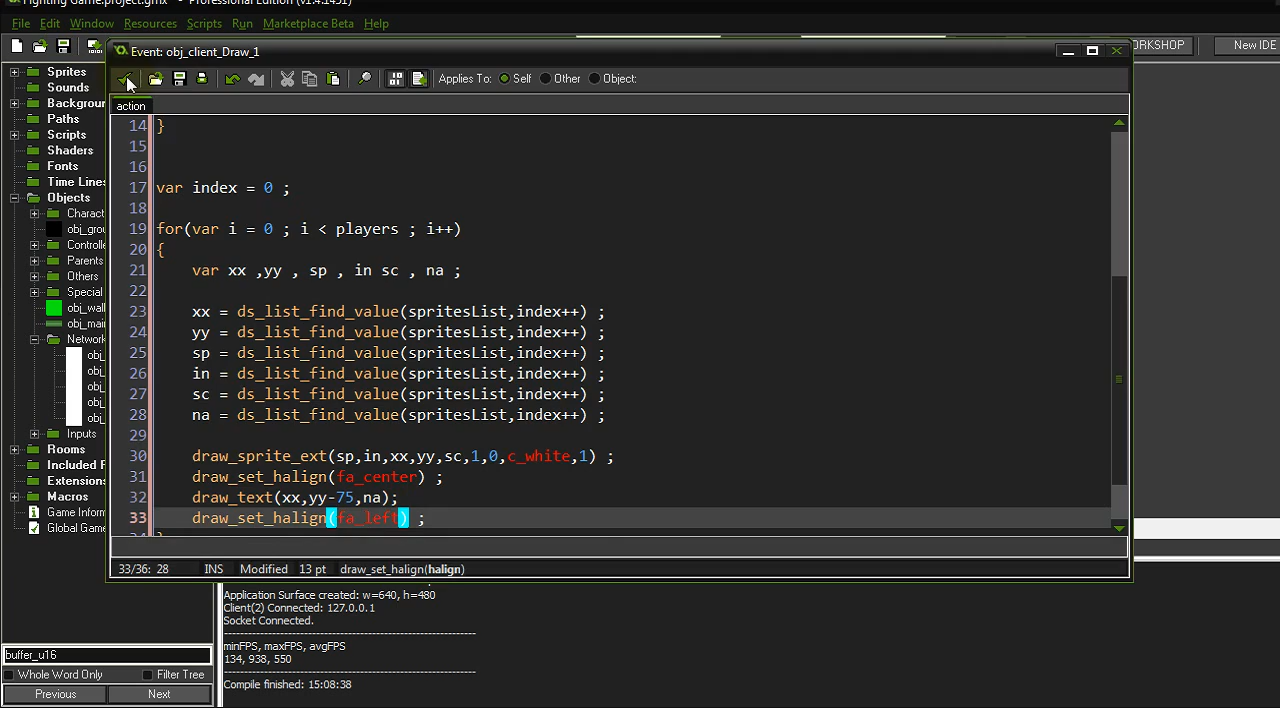 Fighting Game.project.gmx - Professional Edition (v1.4.1451)
File Edit Window Resources Scripts Run Marketplace Beta Help
ORKSHOP New IDE
Event: obj_client_Draw_1
Applies To: Self Other Object:
action
Sprites
Sounds
Backgroun
Paths
Scripts
Shaders
Fonts
Time Lines
Objects
Charact
obj_grou
Controlle
Parents
Others
Special
obj_wall
obj_mai
Networ
obj_
obj_
obj_
obj_
obj_
Inputs
Rooms
Included F
Extensions
Macros
Game Inform
Global Game
14 }
15
16
17 var index = 0 ;
18
19 for(var i = 0 ; i < players ; i++)
20 {
21 var xx ,yy , sp , in sc , na ;
22
23 xx = ds_list_find_value(spritesList,index++) ;
24 yy = ds_list_find_value(spritesList,index++) ;
25 sp = ds_list_find_value(spritesList,index++) ;
26 in = ds_list_find_value(spritesList,index++) ;
27 sc = ds_list_find_value(spritesList,index++) ;
28 na = ds_list_find_value(spritesList,index++) ;
29
30 draw_sprite_ext(sp,in,xx,yy,sc,1,0,c_white,1) ;
31 draw_set_halign(fa_center) ;
32 draw_text(xx,yy-75,na);
33 draw_set_halign(fa_left) ;
33/36: 28 INS Modified 13 pt draw_set_halign(halign)
Application Surface created: w=640, h=480
Client(2) Connected: 127.0.0.1
Socket Connected.
minFPS, maxFPS, avgFPS
134, 938, 550
Compile finished: 15:08:38
buffer_u16
Whole Word Only Filter Tree
Previous Next